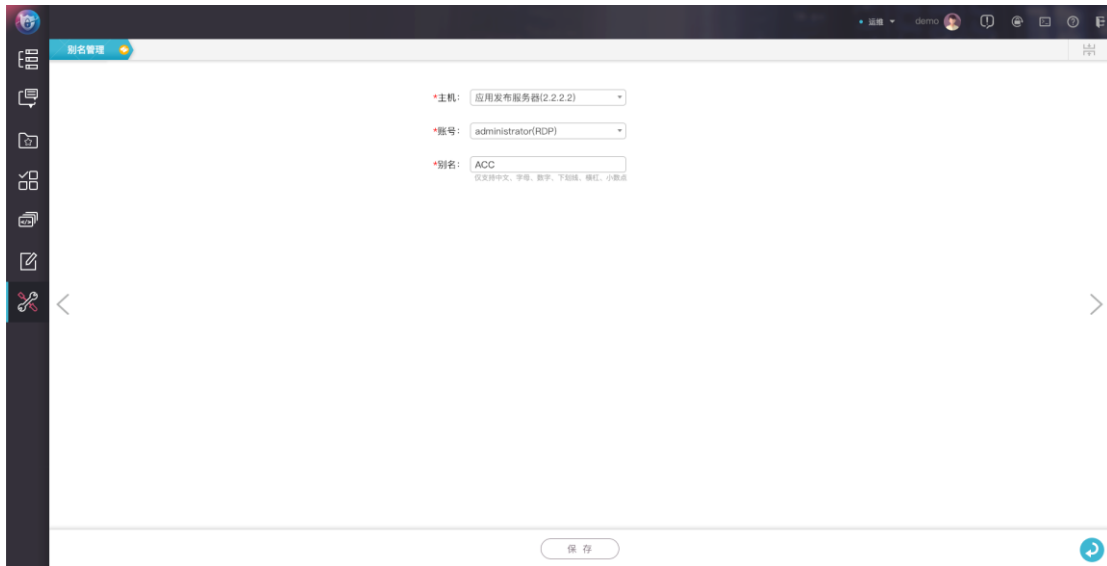 运维 demo
别名管理
*主机: 应用发布服务器(2.2.2.2)
*账号: administrator(RDP)
*别名: ACC
仅支持中文、字母、数字、下划线、横杠、小数点
保 存